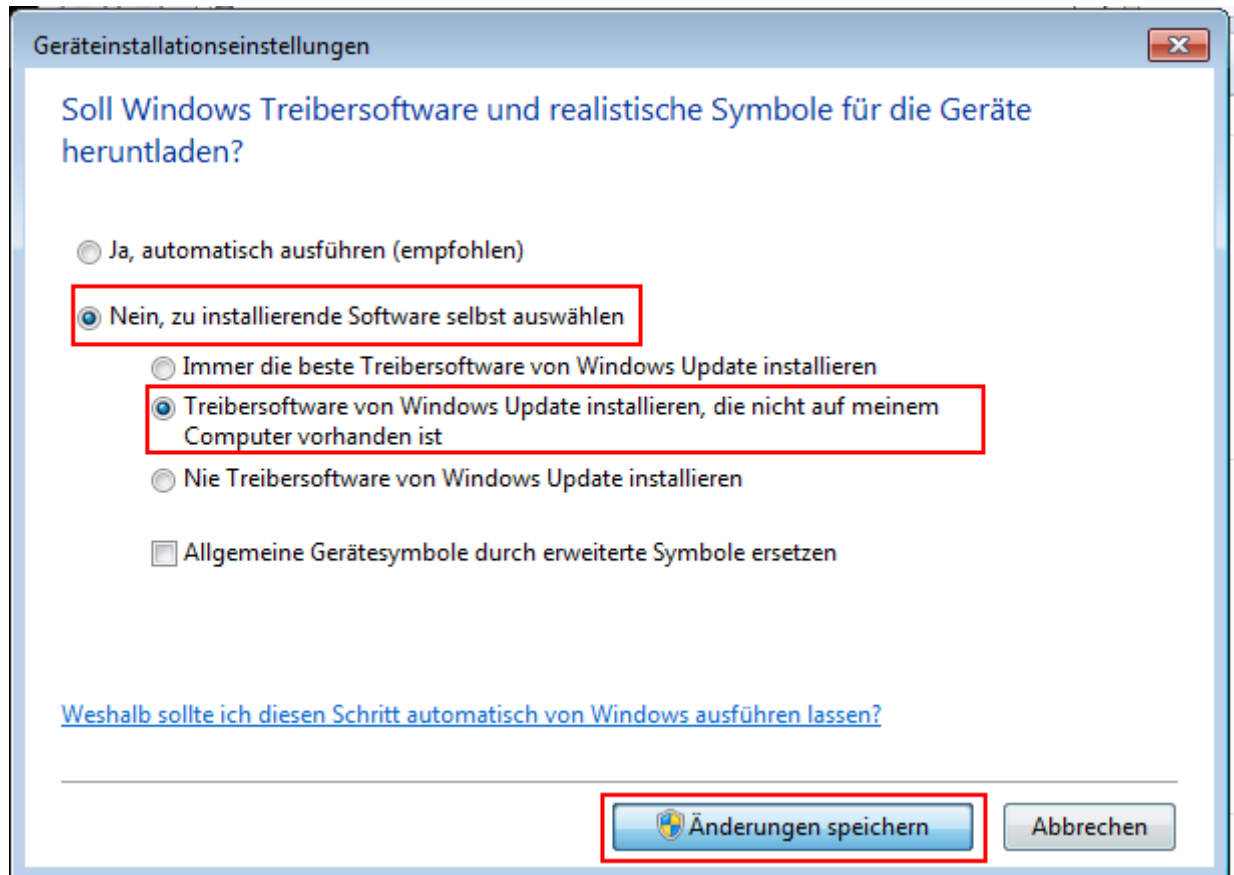 Geräteinstallationseinstellungen
Soll Windows Treibersoftware und realistische Symbole für die Geräte
heruntladen?
Ja, automatisch ausführen (empfohlen)
Nein, zu installierende Software selbst auswählen
Immer die beste Treibersoftware von Windows Update installieren
Treibersoftware von Windows Update installieren, die nicht auf meinem
Computer vorhanden ist
Nie Treibersoftware von Windows Update installieren
Allgemeine Gerätesymbole durch erweiterte Symbole ersetzen
Weshalb sollte ich diesen Schritt automatisch von Windows ausführen lassen?
Änderungen speichern
Abbrechen